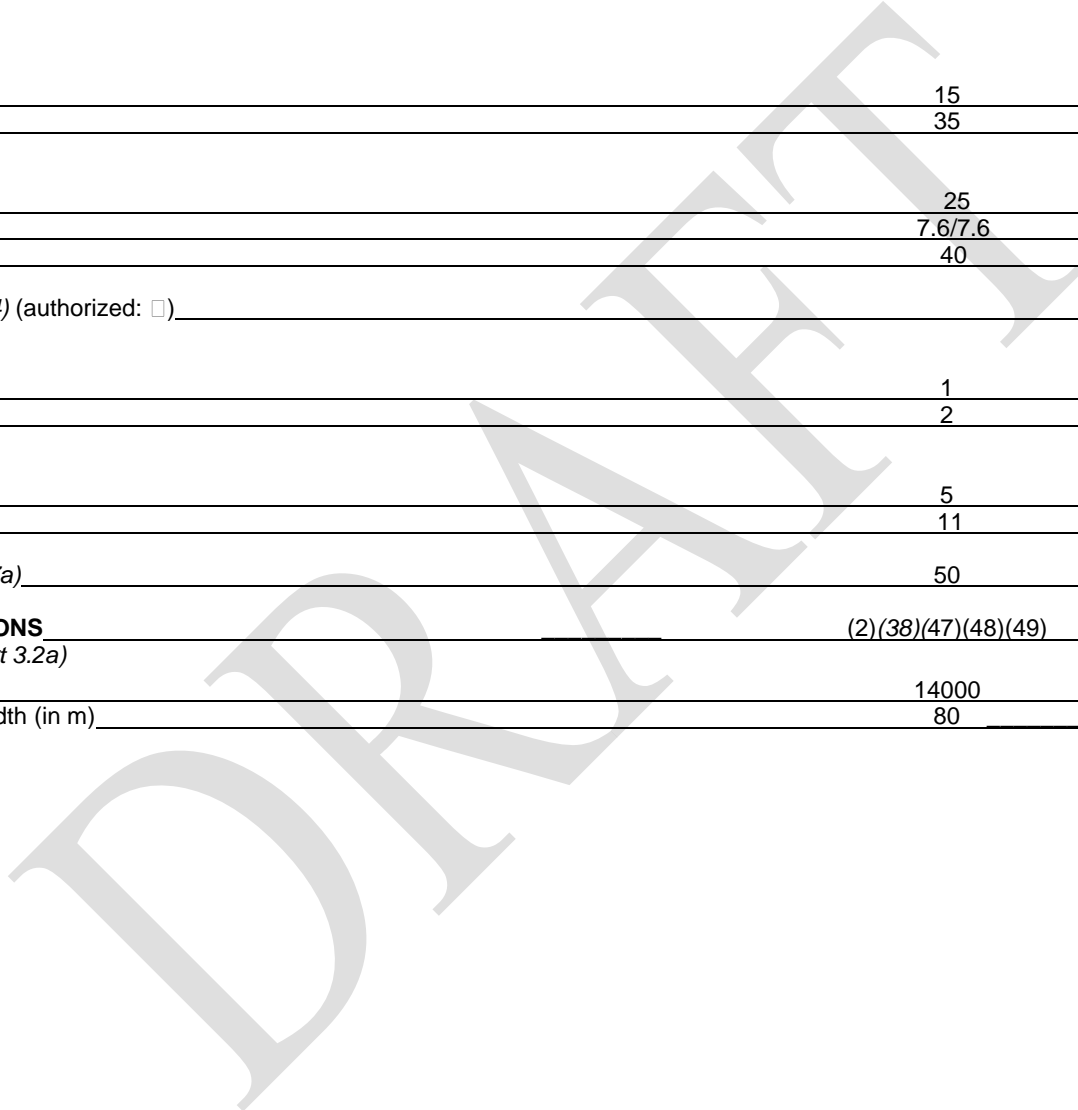 15
35
25
7.6/7.6
40
) (authorized: □)
1
2
5
11
a) 50
ONS (2)(38)(47)(48)(49)
t 3.2a)
14000
dth (in m) 80
DRAFT